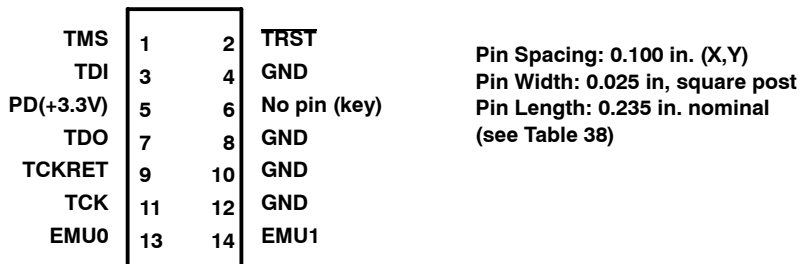 TMS 1 2 TRST
TDI 3 4 GND
PD(+3.3V) 5 6 No pin (key)
TDO 7 8 GND
TCKRET 9 10 GND
TCK 11 12 GND
EMU0 13 14 EMU1
Pin Spacing: 0.100 in. (X,Y)
Pin Width: 0.025 in, square post
Pin Length: 0.235 in. nominal
(see Table 38)